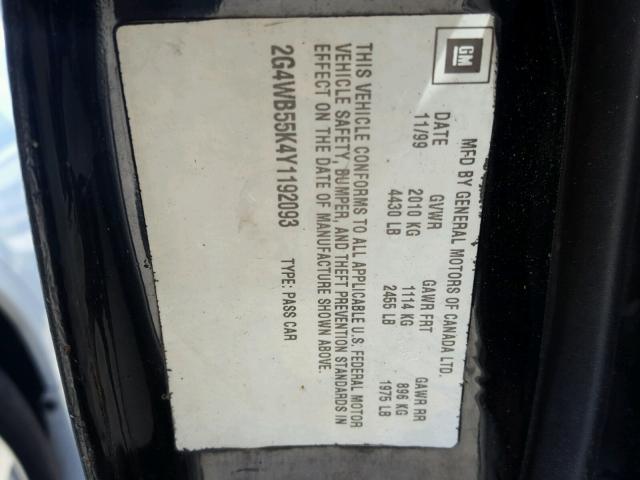 GM
MFD BY GENERAL MOTORS OF CANADA LTD.
DATE GVWR GAWR FRT GAWR RR
11/99 2010 KG 1114 KG 896 KG
4430 LB 2455 LB 1975 LB
THIS VEHICLE CONFORMS TO ALL APPLICABLE U.S. FEDERAL MOTOR
VEHICLE SAFETY, BUMPER, AND THEFT PREVENTION STANDARDS IN
EFFECT ON THE DATE OF MANUFACTURE SHOWN ABOVE.
2G4WB55K4Y1192093 TYPE: PASS CAR